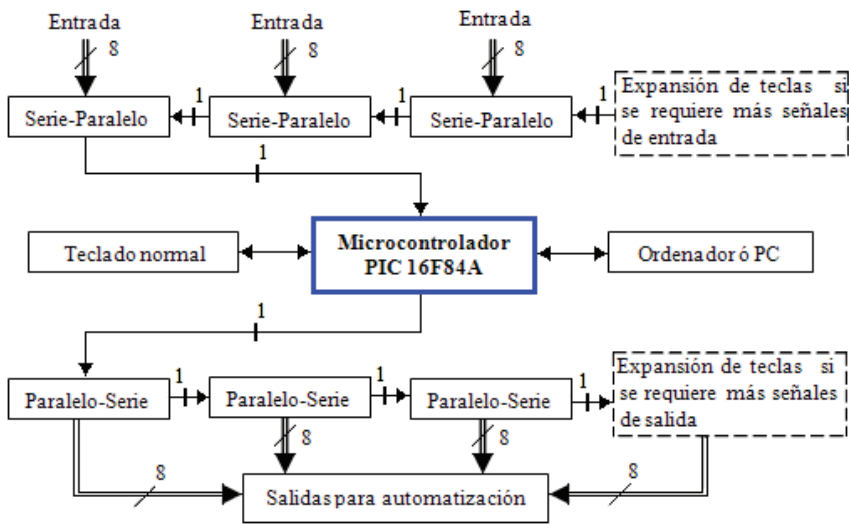 Entrada
Entrada
Entrada
8
8
8
Serie-Paralelo
1
Serie-Paralelo
1
Serie-Paralelo
1
Expansión de teclas si
se requiere más señales
de entrada
1
Teclado normal
Microcontrolador
PIC 16F84A
Ordenador ó PC
1
Paralelo-Serie
1
Paralelo-Serie
1
Paralelo-Serie
1
Expansión de teclas si
se requiere más señales
de salida
8
8
8
8
Salidas para automatización